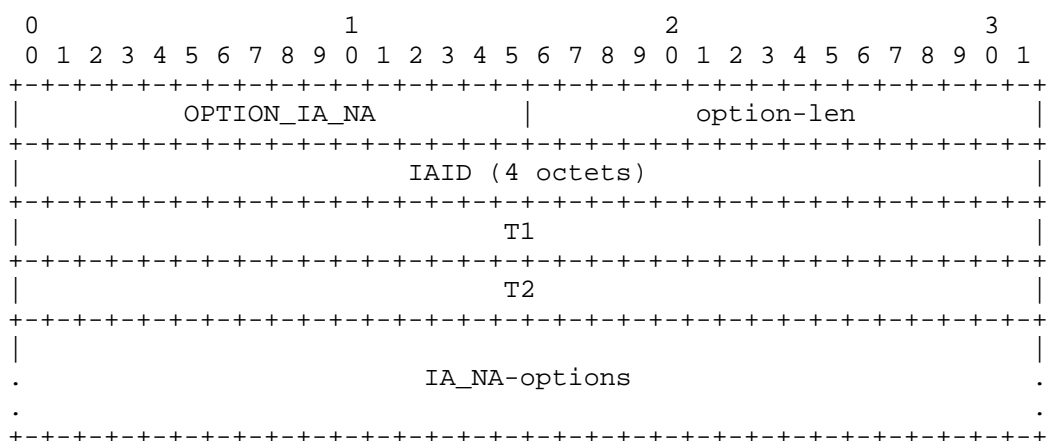 0                   1                   2                   3
 0 1 2 3 4 5 6 7 8 9 0 1 2 3 4 5 6 7 8 9 0 1 2 3 4 5 6 7 8 9 0 1
+-+-+-+-+-+-+-+-+-+-+-+-+-+-+-+-+-+-+-+-+-+-+-+-+-+-+-+-+-+-+-+-+
|          OPTION_IA_NA         |          option-len           |
+-+-+-+-+-+-+-+-+-+-+-+-+-+-+-+-+-+-+-+-+-+-+-+-+-+-+-+-+-+-+-+-+
|                        IAID (4 octets)                        |
+-+-+-+-+-+-+-+-+-+-+-+-+-+-+-+-+-+-+-+-+-+-+-+-+-+-+-+-+-+-+-+-+
|                              T1                               |
+-+-+-+-+-+-+-+-+-+-+-+-+-+-+-+-+-+-+-+-+-+-+-+-+-+-+-+-+-+-+-+-+
|                              T2                               |
+-+-+-+-+-+-+-+-+-+-+-+-+-+-+-+-+-+-+-+-+-+-+-+-+-+-+-+-+-+-+-+-+
|                                                               |
.                         IA_NA-options                         .
.                                                               .
+-+-+-+-+-+-+-+-+-+-+-+-+-+-+-+-+-+-+-+-+-+-+-+-+-+-+-+-+-+-+-+-+